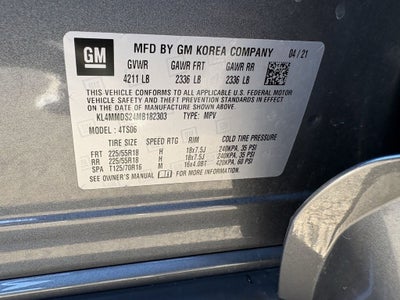 GM MFD BY GM KOREA COMPANY 04/21
GVWR GAWR FRT GAWR RR
4211 LB 2336 LB 2336 LB
THIS VEHICLE CONFORMS TO ALL APPLICABLE U.S. FEDERAL MOTOR
VEHICLE SAFETY, BUMPER, AND THEFT PREVENTION STANDARDS IN
EFFECT ON THE DATE OF MANUFACTURE SHOWN ABOVE.
KL4MMDS24MB182303 TYPE: MPV
MODEL: 4TS06
TIRE SIZE SPEED RTG RIM COLD TIRE PRESSURE
FRT 225/55R18 H 18x7.5J 240KPA, 35 PSI
RR 225/55R18 H 18x7.5J 240KPA, 35 PSI
SPA T125/70R16 M 16x4.0BT 420KPA, 60 PSI
SEE OWNER'S MANUAL FOR ADDITIONAL INFORMATION.